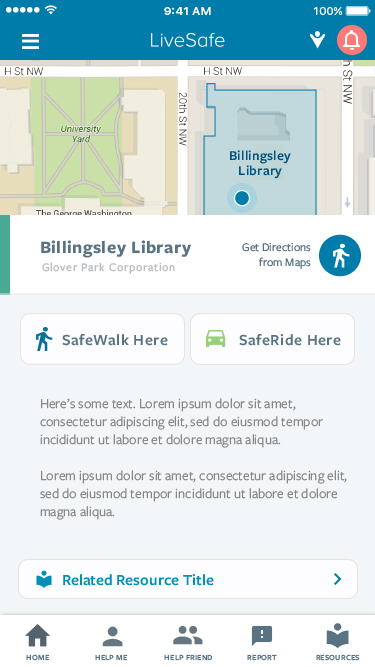 9:41 AM
100%
LiveSafe
H St NW
H St NW
20th St NW
th St NW
University
Yard
Billingsley
Library
The George Washington
Billingsley Library
Glover Park Corporation
Get Directions
from Maps
SafeWalk Here
SafeRide Here
Here's some text. Lorem ipsum dolor sit amet,
consectetur adipiscing elit, sed do eiusmod tempor
incididunt ut labore et dolore magna aliqua.
Lorem ipsum dolor sit amet, consectetur adipiscing elit,
sed do eiusmod tempor incididunt ut labore et dolore
magna aliqua.
Related Resource Title
HOME
HELP ME
HELP FRIEND
REPORT
RESOURCES